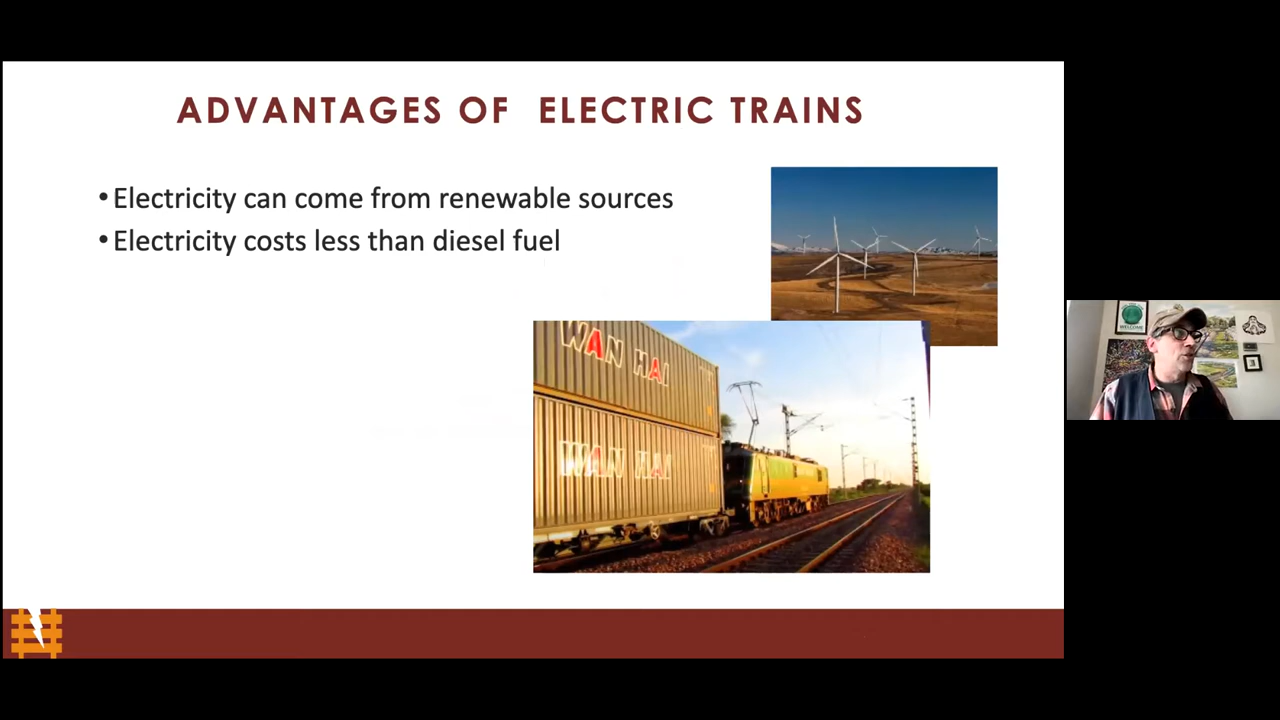 ADVANTAGES OF ELECTRIC TRAINS
• Electricity can come from renewable sources
• Electricity costs less than diesel fuel
WAN HAI
WAN HAI
WELCOME